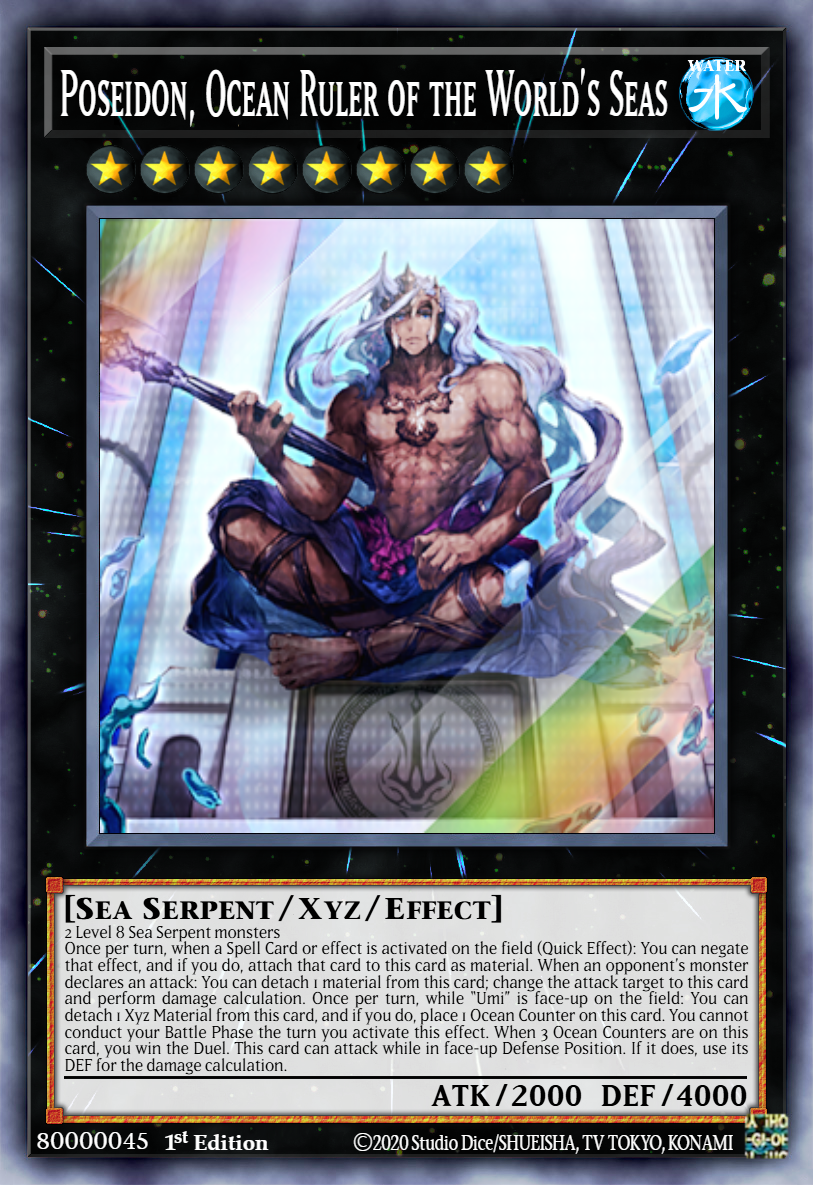 Poseidon, Ocean Ruler of the World's Seas
WATER
水
[Sea Serpent/Xyz/Effect]
2 Level 8 Sea Serpent monsters
Once per turn, when a Spell Card or effect is activated on the field (Quick Effect): You can negate
that effect, and if you do, attach that card to this card as material. When an opponent's monster
declares an attack: You can detach 1 material from this card; change the attack target to this card
and perform damage calculation. Once per turn, while "Umi" is face-up on the field: You can
detach 1 Xyz Material from this card, and if you do, place 1 Ocean Counter on this card. You cannot
conduct your Battle Phase the turn you activate this effect. When 3 Ocean Counters are on this
card, you win the Duel. This card can attack while in face-up Defense Position. If it does, use its
DEF for the damage calculation.
ATK/2000 DEF/4000
80000045 1st Edition ©2020 Studio Dice/SHUEISHA, TV TOKYO, KONAMI